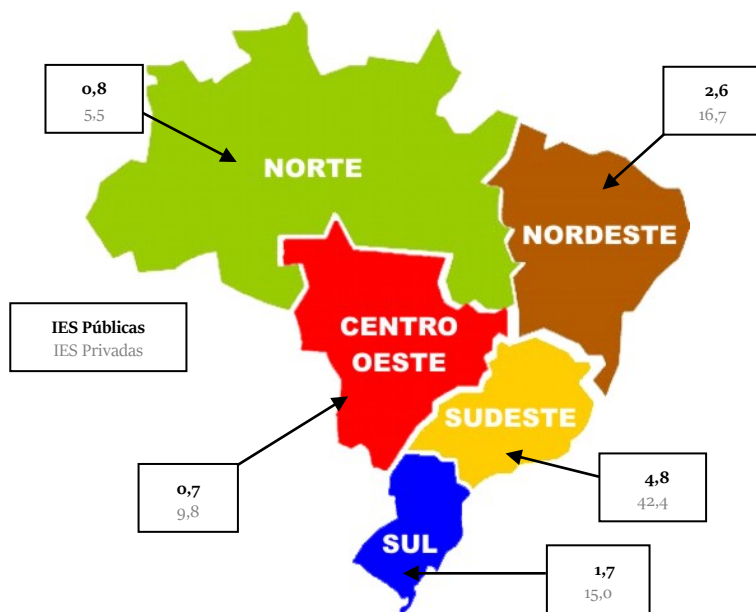 0,8
5,5
2,6
16,7
NORTE
NORDESTE
IES Públicas
IES Privadas
CENTRO
OESTE
SUDESTE
0,7
9,8
4,8
42,4
SUL
1,7
15,0